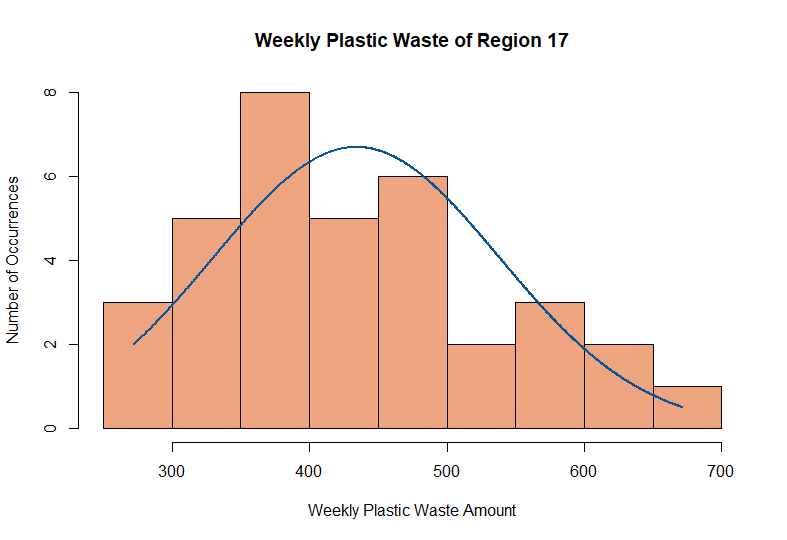 Weekly Plastic Waste of Region 17
Number of Occurrences
8
6
4
2
0
300 400 500 600 700
Weekly Plastic Waste Amount